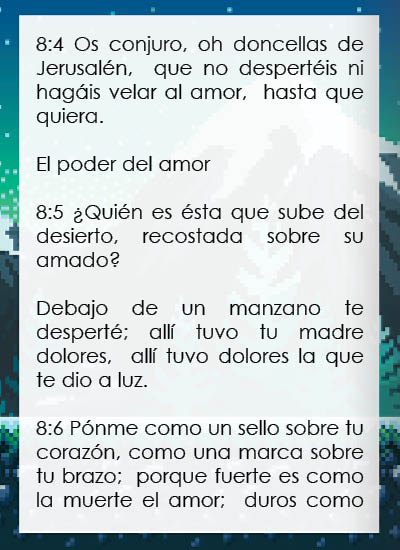 8:4 Os conjuro, oh doncellas de
Jerusalén, que no despertéis ni
hagáis velar al amor, hasta que
quiera.
El poder del amor
8:5 ¿Quién es ésta que sube del
desierto, recostada sobre su
amado?
Debajo de un manzano te
desperté; allí tuvo tu madre
dolores, allí tuvo dolores la que
te dio a luz.
8:6 Pónme como un sello sobre tu
corazón, como una marca sobre
tu brazo; porque fuerte es como
la muerte el amor; duros como